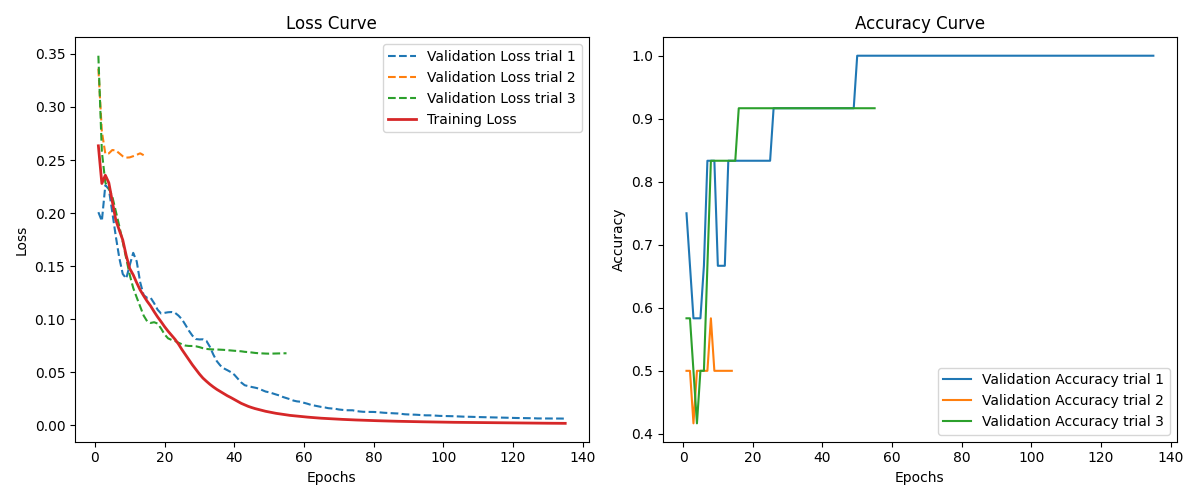 Loss Curve
Loss
0.35
0.30
0.25
0.20
0.15
0.10
0.05
0.00
Validation Loss trial 1
Validation Loss trial 2
Validation Loss trial 3
Training Loss
0 20 40 60 80 100 120 140
Epochs
Accuracy Curve
Accuracy
1.0
0.9
0.8
0.7
0.6
0.5
0.4
Validation Accuracy trial 1
Validation Accuracy trial 2
Validation Accuracy trial 3
0 20 40 60 80 100 120 140
Epochs